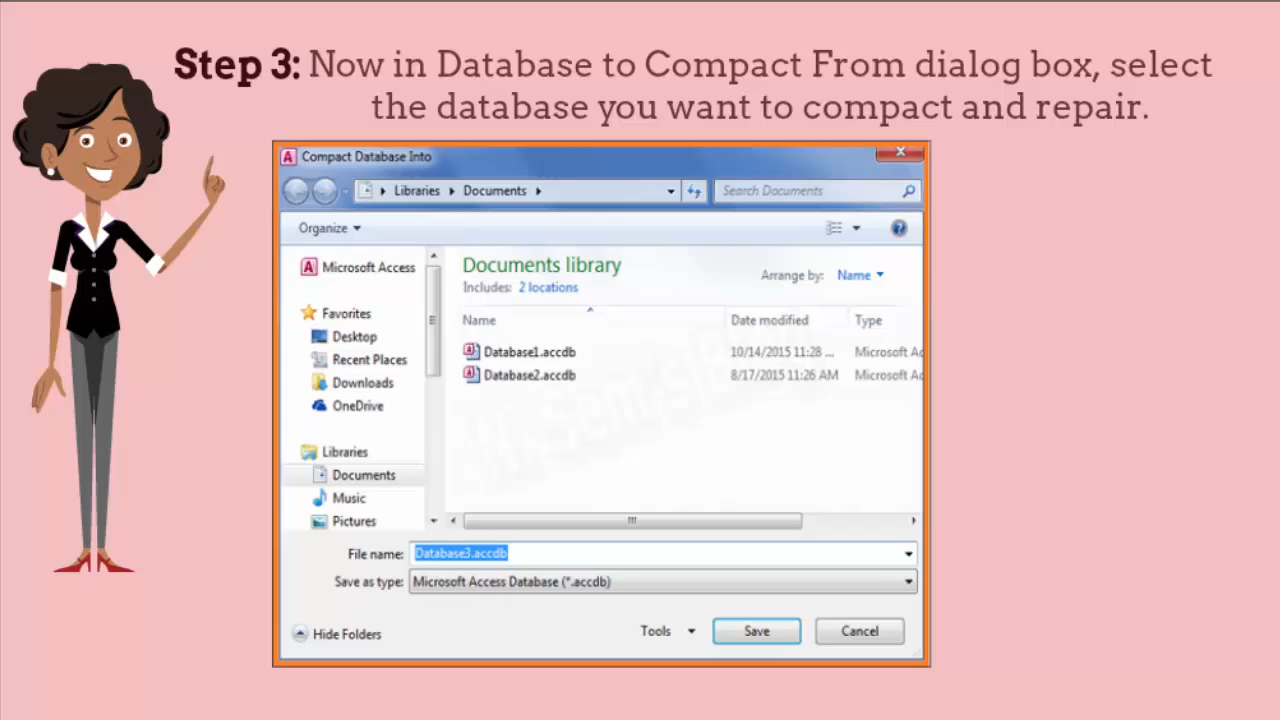 Step 3: Now in Database to Compact From dialog box, select
the database you want to compact and repair.
A Compact Database Into
Libraries Documents
Search Documents
Organize
A Microsoft Access
Favorites
Desktop
Recent Places
Downloads
OneDrive
Libraries
Documents
Music
Pictures
Documents library
Includes: 2 locations
Arrange by: Name
Name Date modified Type
Database1.accdb 10/14/2015 11:28 ... Microsoft Ac
Database2.accdb 8/17/2015 11:26 AM Microsoft Ac
File name: Database3.accdb
Save as type: Microsoft Access Database (*.accdb)
Hide Folders
Tools
Save
Cancel